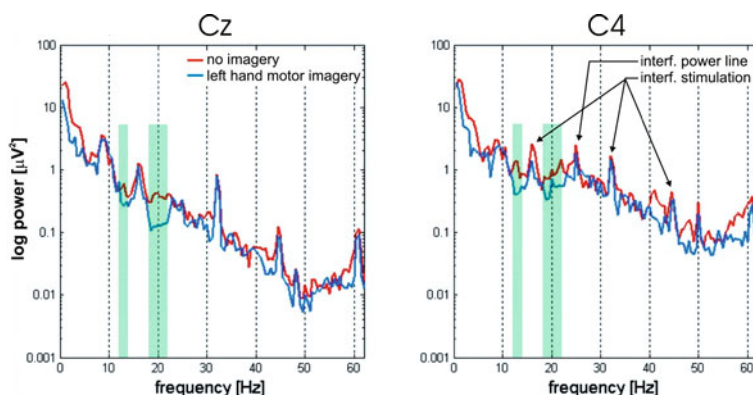 Cz
C4
no imagery
left hand motor imagery
interf. power line
interf. stimulation
log power [μV²]
100
10
1
0.1
0.01
0.001
0
10
20
30
40
50
60
frequency [Hz]
100
10
1
0.1
0.01
0.001
0
10
20
30
40
50
60
frequency [Hz]